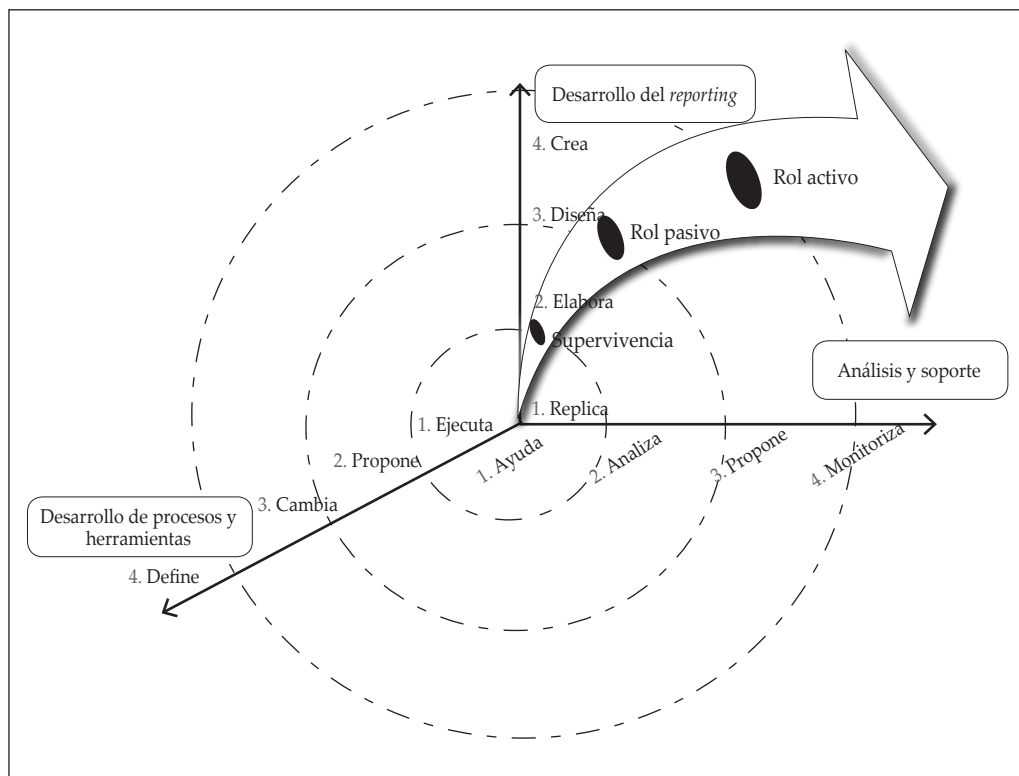 Desarrollo del reporting
4. Crea
Rol activo
3. Diseña
Rol pasivo
2. Elabora
Supervivencia
Análisis y soporte
1. Replica
1. Ejecuta
1. Ayuda
2. Analiza
3. Propone
4. Monitoriza
2. Propone
3. Cambia
Desarrollo de procesos y
herramientas
4. Define